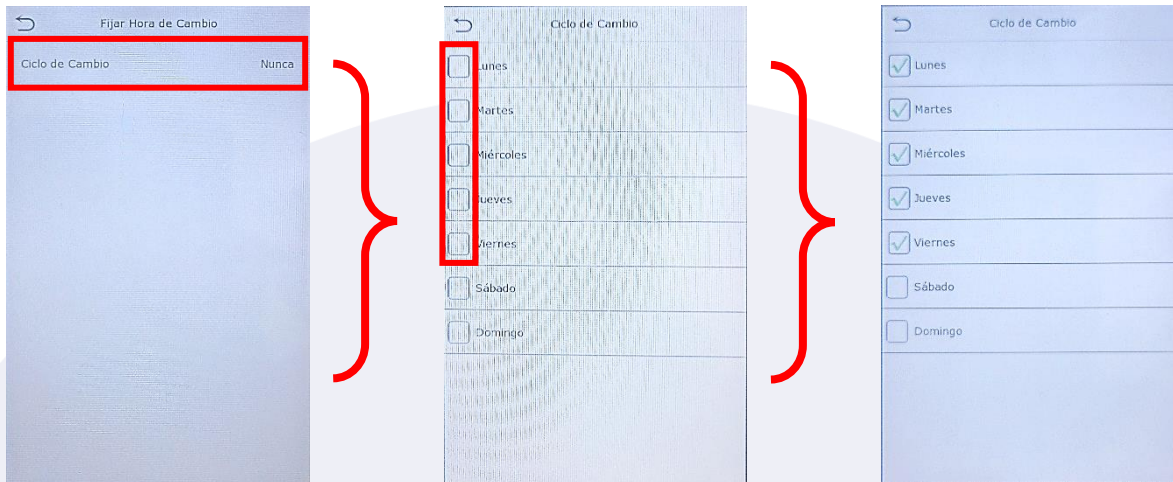 Fijar Hora de Cambio
Ciclo de Cambio Nunca
Ciclo de Cambio
Lunes
Martes
Miércoles
Jueves
Viernes
Sábado
Domingo
Ciclo de Cambio
Lunes
Martes
Miércoles
Jueves
Viernes
Sábado
Domingo